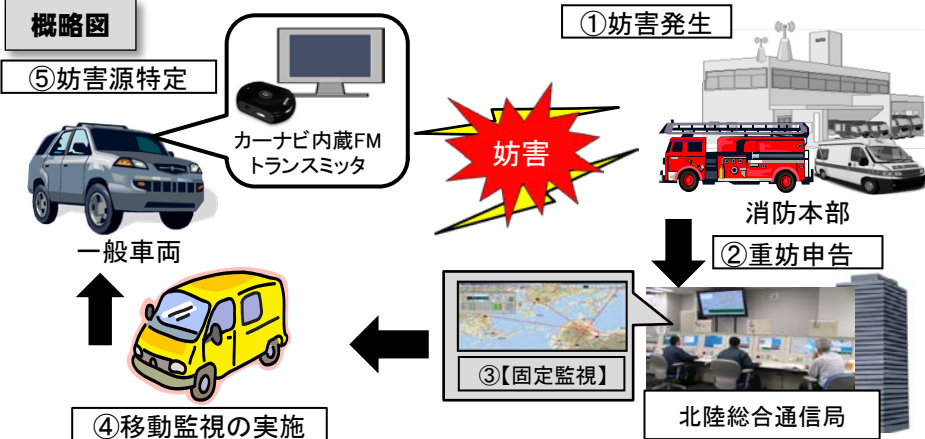 概略図
①妨害発生
⑤妨害源特定
カーナビ内蔵FM
トランスミッタ
妨害
消防本部
一般車両
②重妨申告
③【固定監視】
北陸総合通信局
④移動監視の実施